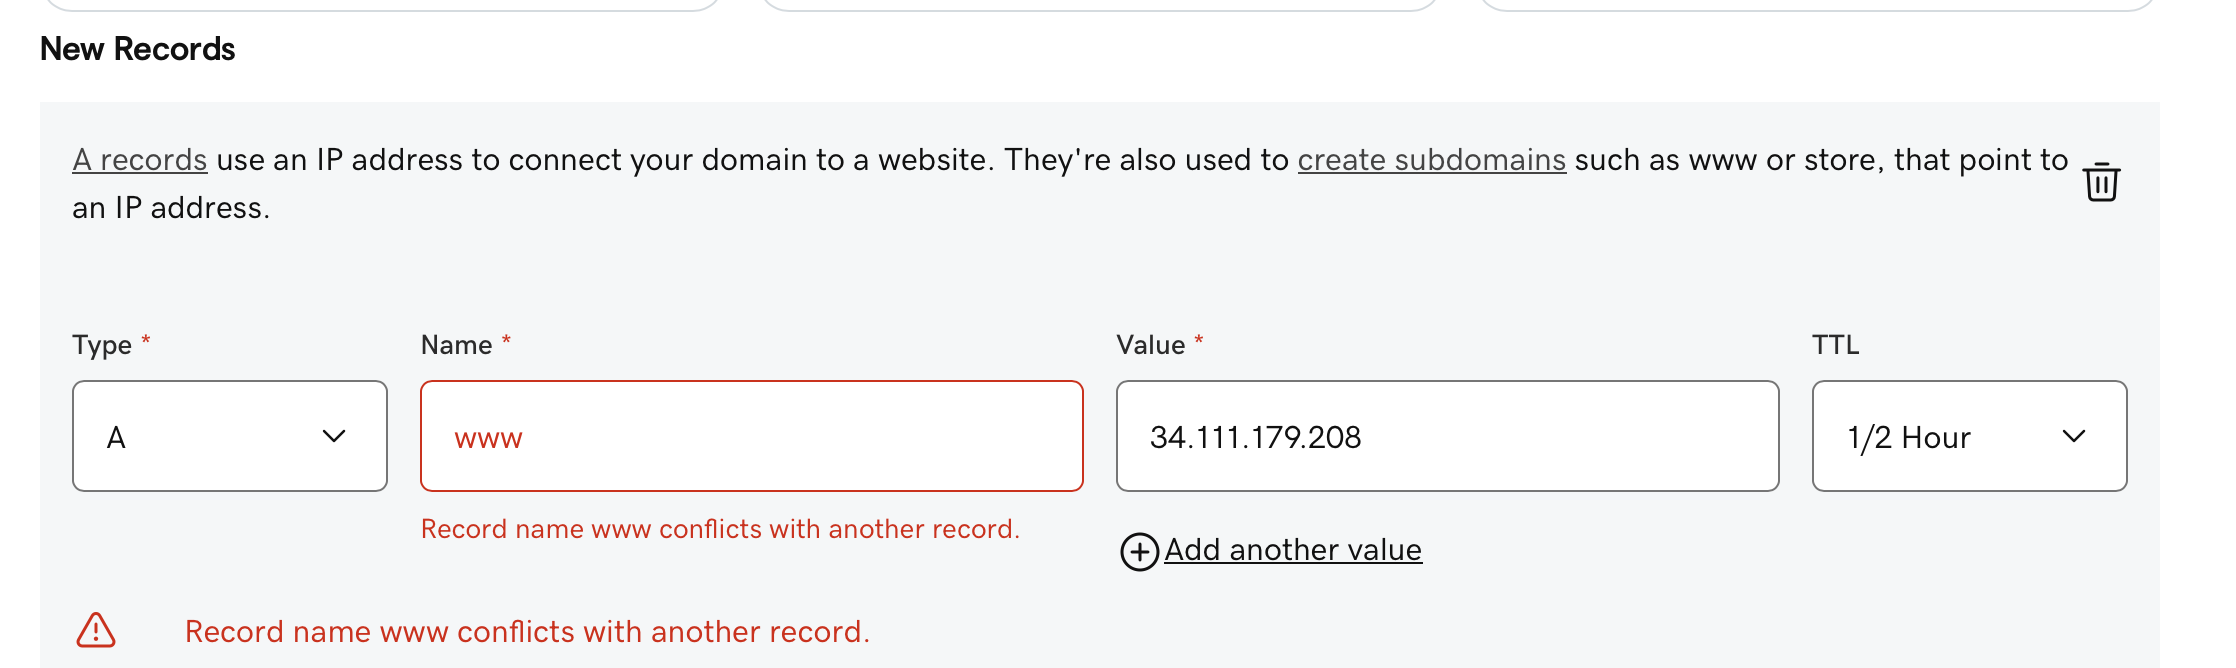 New Records
A records use an IP address to connect your domain to a website. They're also used to create subdomains such as www or store, that point to
an IP address.
Type * Name * Value * TTL
A www 34.111.179.208 1/2 Hour
Record name www conflicts with another record.
Add another value
Record name www conflicts with another record.